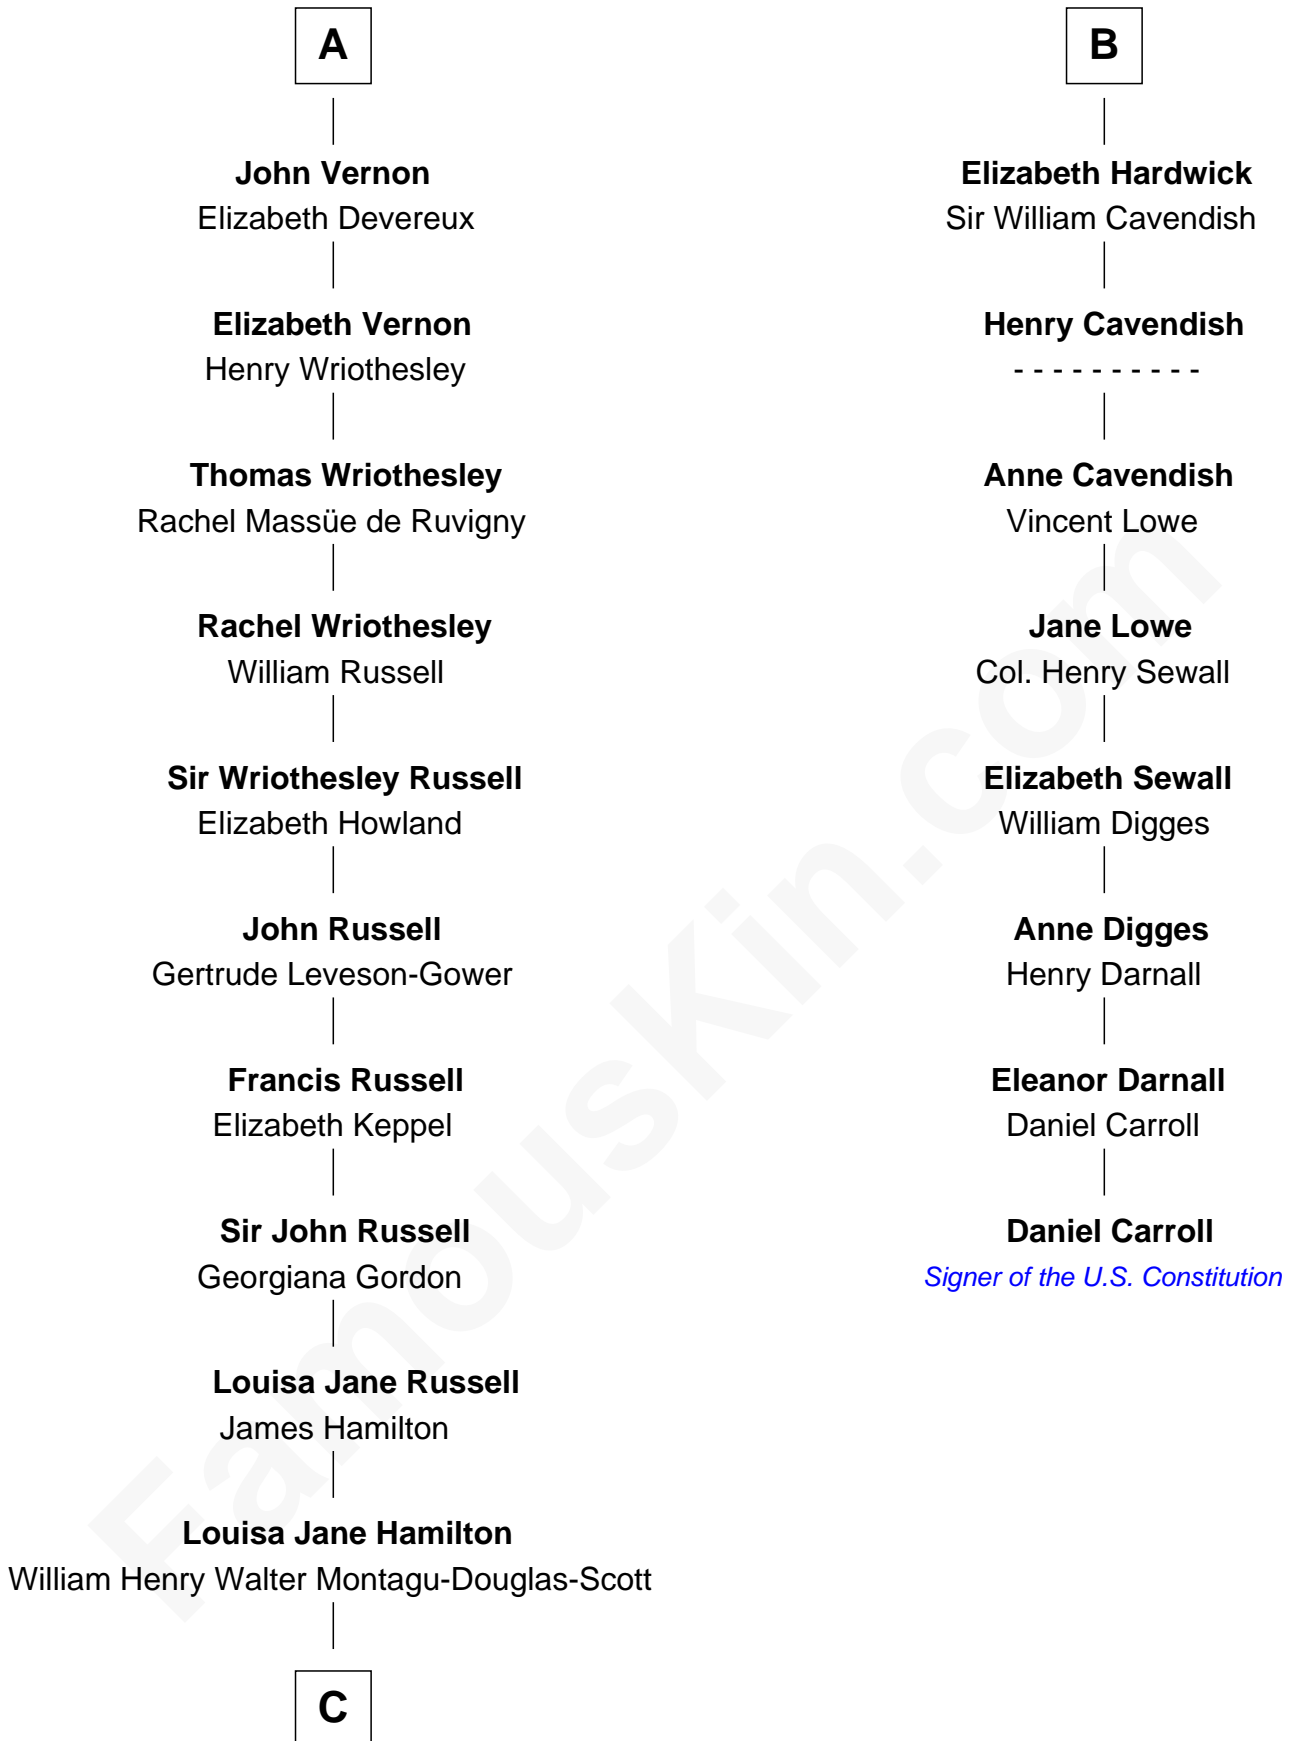 A
John Vernon
Elizabeth Devereux
Elizabeth Vernon
Henry Wriothesley
Thomas Wriothesley
Rachel Massüe de Ruvigny
Rachel Wriothesley
William Russell
Sir Wriothesley Russell
Elizabeth Howland
John Russell
Gertrude Leveson-Gower
Francis Russell
Elizabeth Keppel
Sir John Russell
Georgiana Gordon
Louisa Jane Russell
James Hamilton
Louisa Jane Hamilton
William Henry Walter Montagu-Douglas-Scott
C
B
Elizabeth Hardwick
Sir William Cavendish
Henry Cavendish
- - - - - - - - - -
Anne Cavendish
Vincent Lowe
Jane Lowe
Col. Henry Sewall
Elizabeth Sewall
William Digges
Anne Digges
Henry Darnall
Eleanor Darnall
Daniel Carroll
Daniel Carroll
Signer of the U.S. Constitution
FamousKin.com